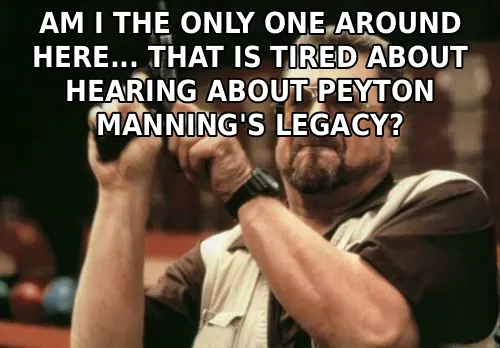 AM I THE ONLY ONE AROUND
HERE... THAT IS TIRED ABOUT
HEARING ABOUT PEYTON
MANNING'S LEGACY?